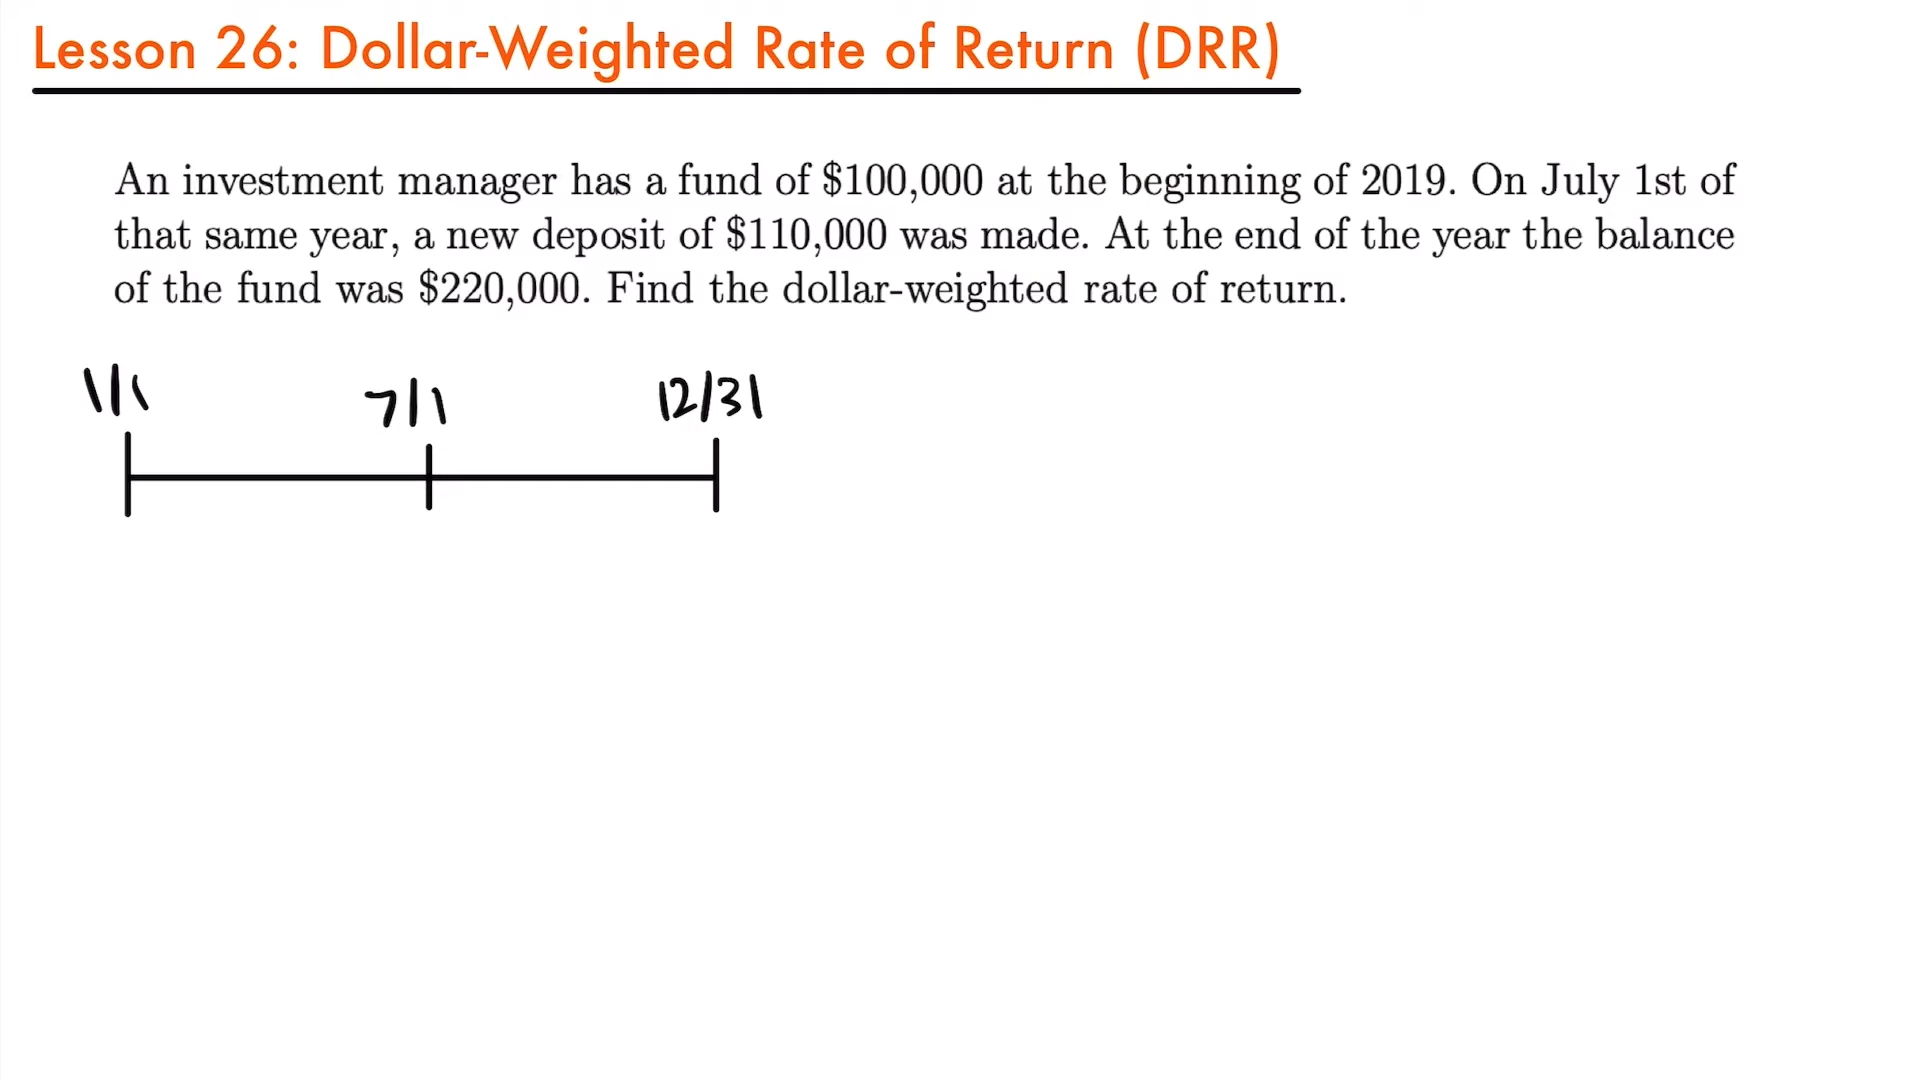 Lesson 26: Dollar-Weighted Rate of Return (DRR)
An investment manager has a fund of $100,000 at the beginning of 2019. On July 1st of
that same year, a new deposit of $110,000 was made. At the end of the year the balance
of the fund was $220,000. Find the dollar-weighted rate of return.
1/1 7/1 12/31